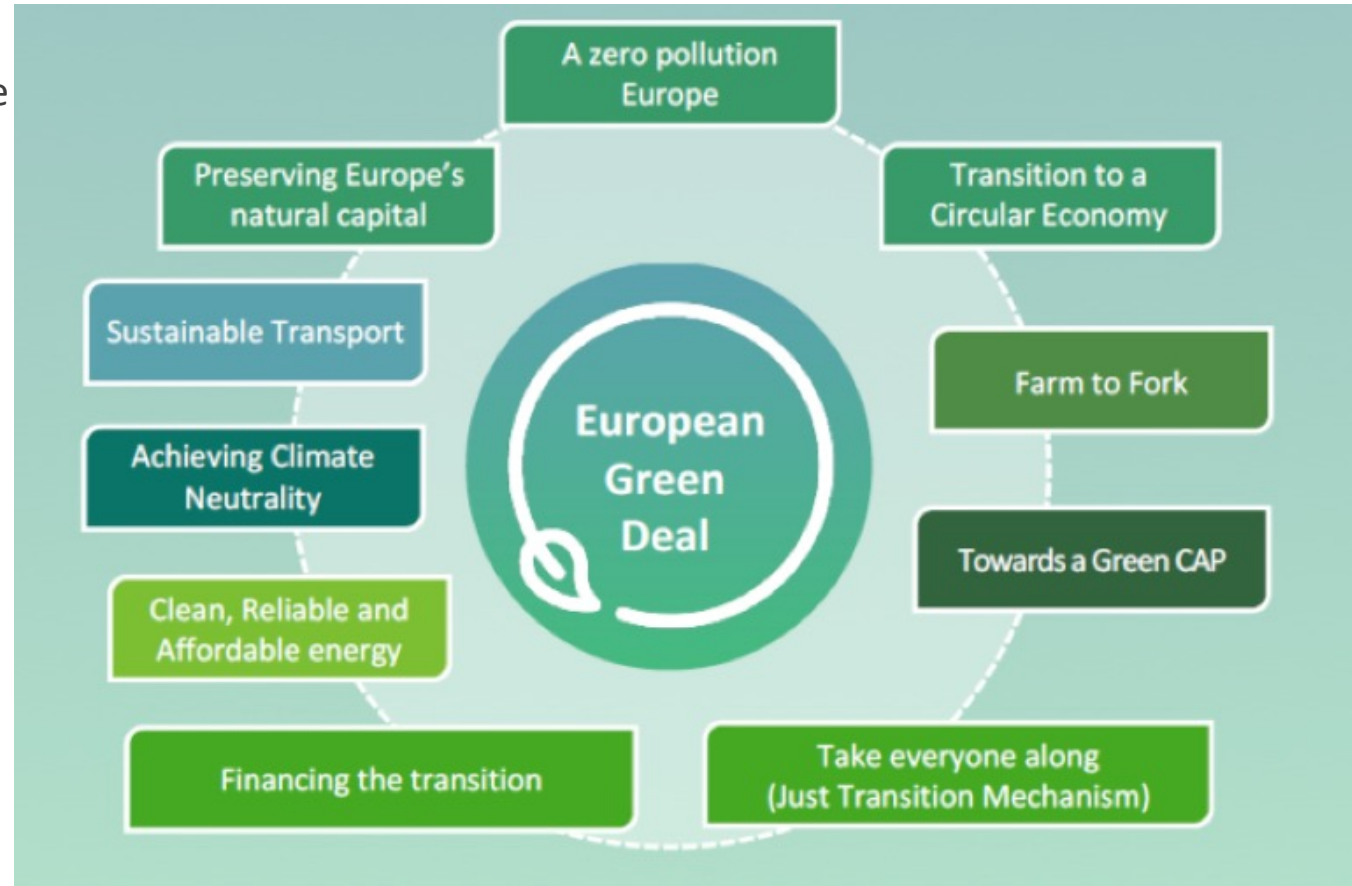 e
A zero pollution
Europe
Preserving Europe's
natural capital
Transition to a
Circular Economy
Sustainable Transport
Farm to Fork
European
Green
Deal
Achieving Climate
Neutrality
Towards a Green CAP
Clean, Reliable and
Affordable energy
Financing the transition
Take everyone along
(Just Transition Mechanism)